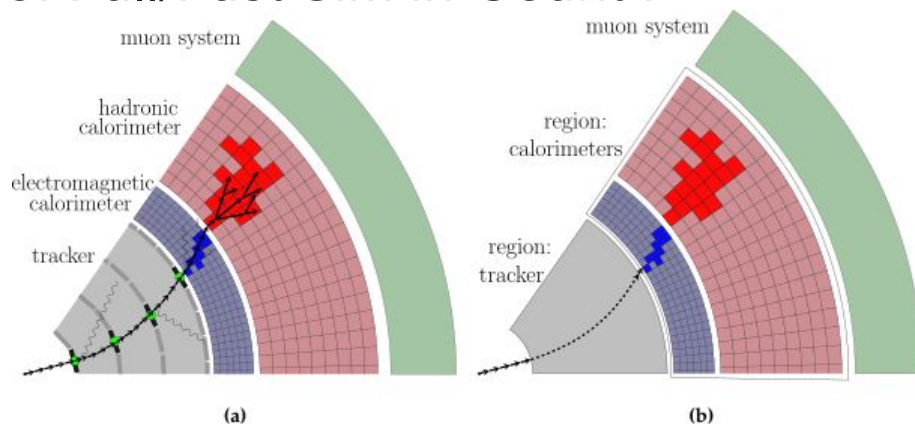 muon system
hadronic
calorimeter
electromagnetic
calorimeter
tracker
(a)
muon system
region:
calorimeters
region:
tracker
(b)